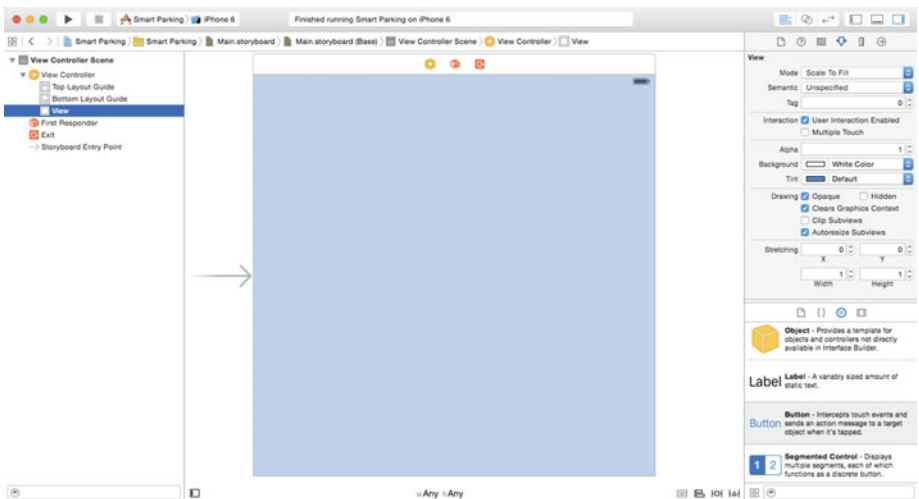 Smart Parking
iPhone 6
Finished running Smart Parking on iPhone 6
Smart Parking
Smart Parking
Main.storyboard
Main.storyboard (Base)
View Controller Scene
View Controller
View
View Controller Scene
View Controller
Top Layout Guide
Bottom Layout Guide
View
First Responder
Exit
Storyboard Entry Point
wAny hAny
View
Mode Scale To Fill
Semantic Unspecified
Tag 0
Interaction User Interaction Enabled
Multiple Touch
Alpha 1
Background White Color
Tint Default
Drawing Opaque Hidden
Clears Graphics Context
Clip Subviews
Autoresize Subviews
Stretching 0 0
X Y
1 1
Width Height
Object - Provides a template for
objects and controllers not directly
available in Interface Builder.
Label
Label - A variably sized amount of
static text.
Button
Button - Intercepts touch events and
sends an action message to a target
object when it's tapped.
1 2
Segmented Control - Displays
multiple segments, each of which
functions as a discrete button.